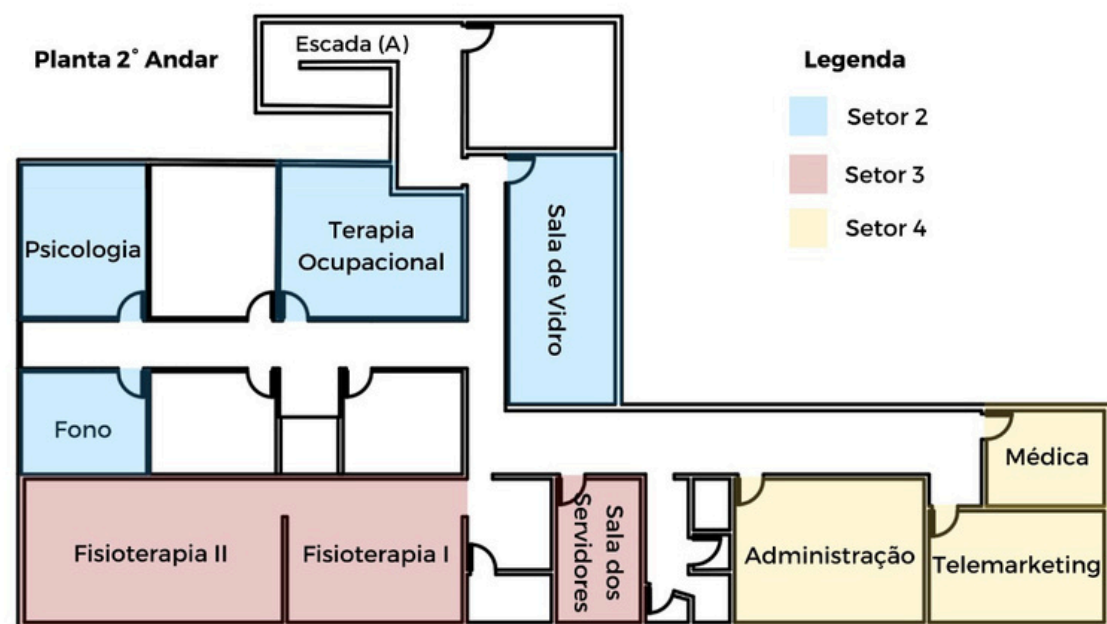 Planta 2° Andar
Escada (A)
Legenda
Setor 2
Setor 3
Setor 4
Psicologia
Terapia
Ocupacional
Sala de Vidro
Fono
Médica
Fisioterapia II
Fisioterapia I
Sala dos
Servidores
Administração
Telemarketing